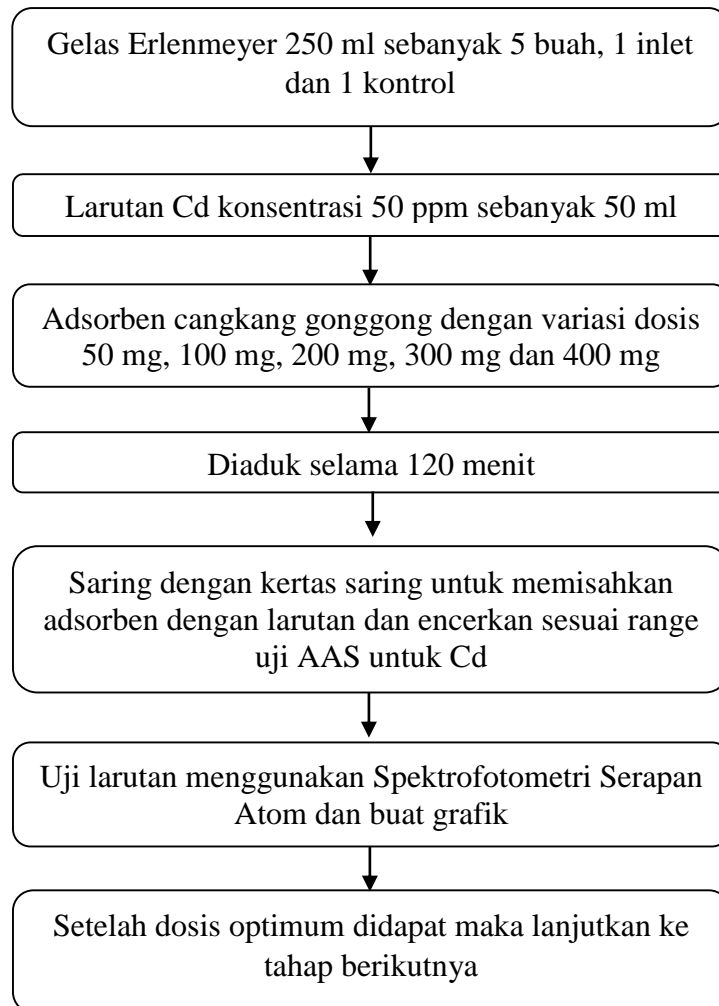 Gelas Erlenmeyer 250 ml sebanyak 5 buah, 1 inlet
dan 1 kontrol
Larutan Cd konsentrasi 50 ppm sebanyak 50 ml
Adsorben cangkang gonggong dengan variasi dosis
50 mg, 100 mg, 200 mg, 300 mg dan 400 mg
Diaduk selama 120 menit
Saring dengan kertas saring untuk memisahkan
adsorben dengan larutan dan encerkan sesuai range
uji AAS untuk Cd
Uji larutan menggunakan Spektrofotometri Serapan
Atom dan buat grafik
Setelah dosis optimum didapat maka lanjutkan ke
tahap berikutnya